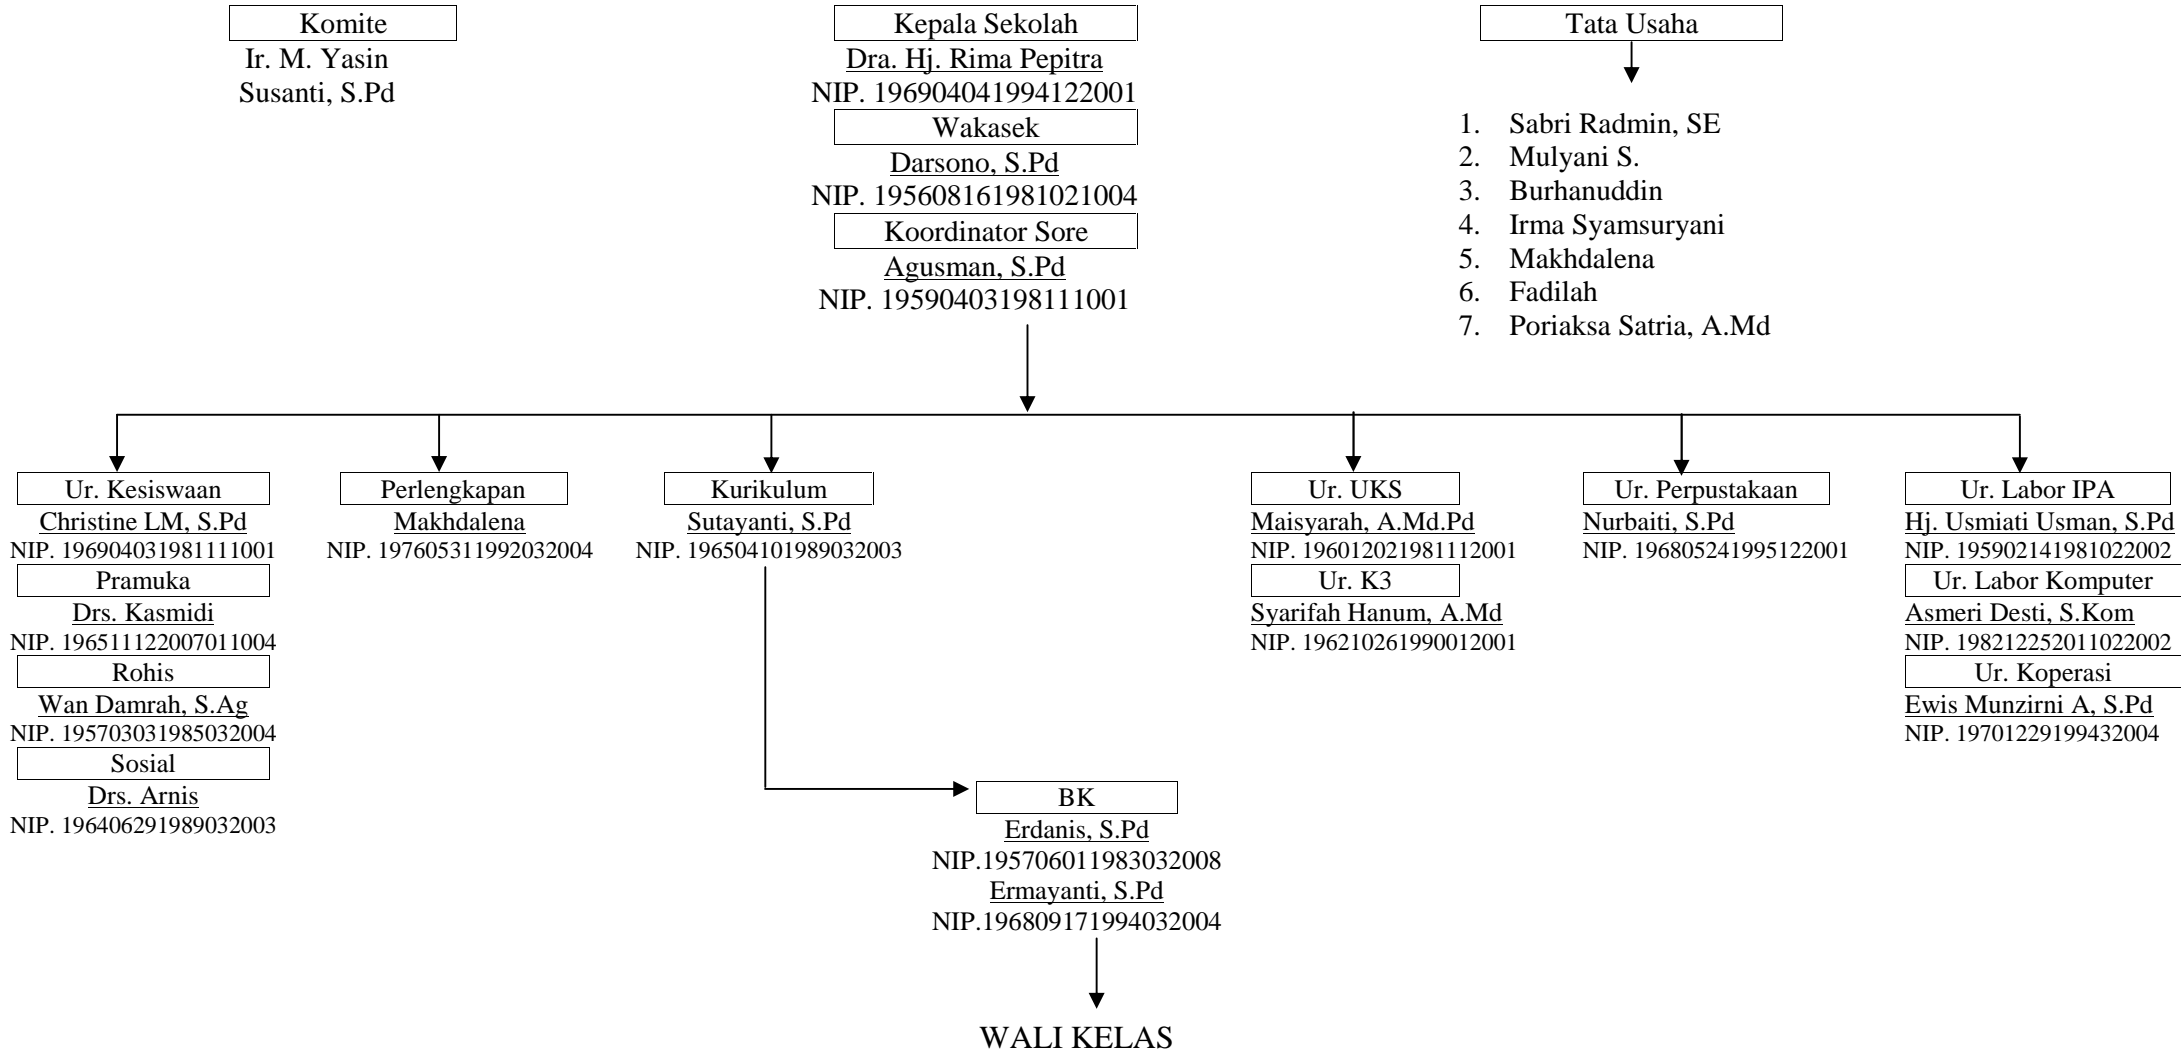 Komite
Ir. M. Yasin
Susanti, S.Pd
Kepala Sekolah
Dra. Hj. Rima Pepitra
NIP. 196904041994122001
Wakasek
Darsono, S.Pd
NIP. 195608161981021004
Koordinator Sore
Agusman, S.Pd
NIP. 19590403198111001
Tata Usaha
1. Sabri Radmin, SE
2. Mulyani S.
3. Burhanuddin
4. Irma Syamsuryani
5. Makhdalena
6. Fadilah
7. Poriaksa Satria, A.Md
Ur. Kesiswaan
Christine LM, S.Pd
NIP. 196904031981111001
Pramuka
Drs. Kasmidi
NIP. 196511122007011004
Rohis
Wan Damrah, S.Ag
NIP. 195703031985032004
Sosial
Drs. Arnis
NIP. 196406291989032003
Perlengkapan
Makhdalena
NIP. 197605311992032004
Kurikulum
Sutayanti, S.Pd
NIP. 196504101989032003
Ur. UKS
Maisyarah, A.Md.Pd
NIP. 196012021981112001
Ur. K3
Syarifah Hanum, A.Md
NIP. 196210261990012001
Ur. Perpustakaan
Nurbaiti, S.Pd
NIP. 196805241995122001
Ur. Labor IPA
Hj. Usmiati Usman, S.Pd
NIP. 195902141981022002
Ur. Labor Komputer
Asmeri Desti, S.Kom
NIP. 198212252011022002
Ur. Koperasi
Ewis Munzirni A, S.Pd
NIP. 19701229199432004
BK
Erdanis, S.Pd
NIP.195706011983032008
Ermayanti, S.Pd
NIP.196809171994032004
WALI KELAS